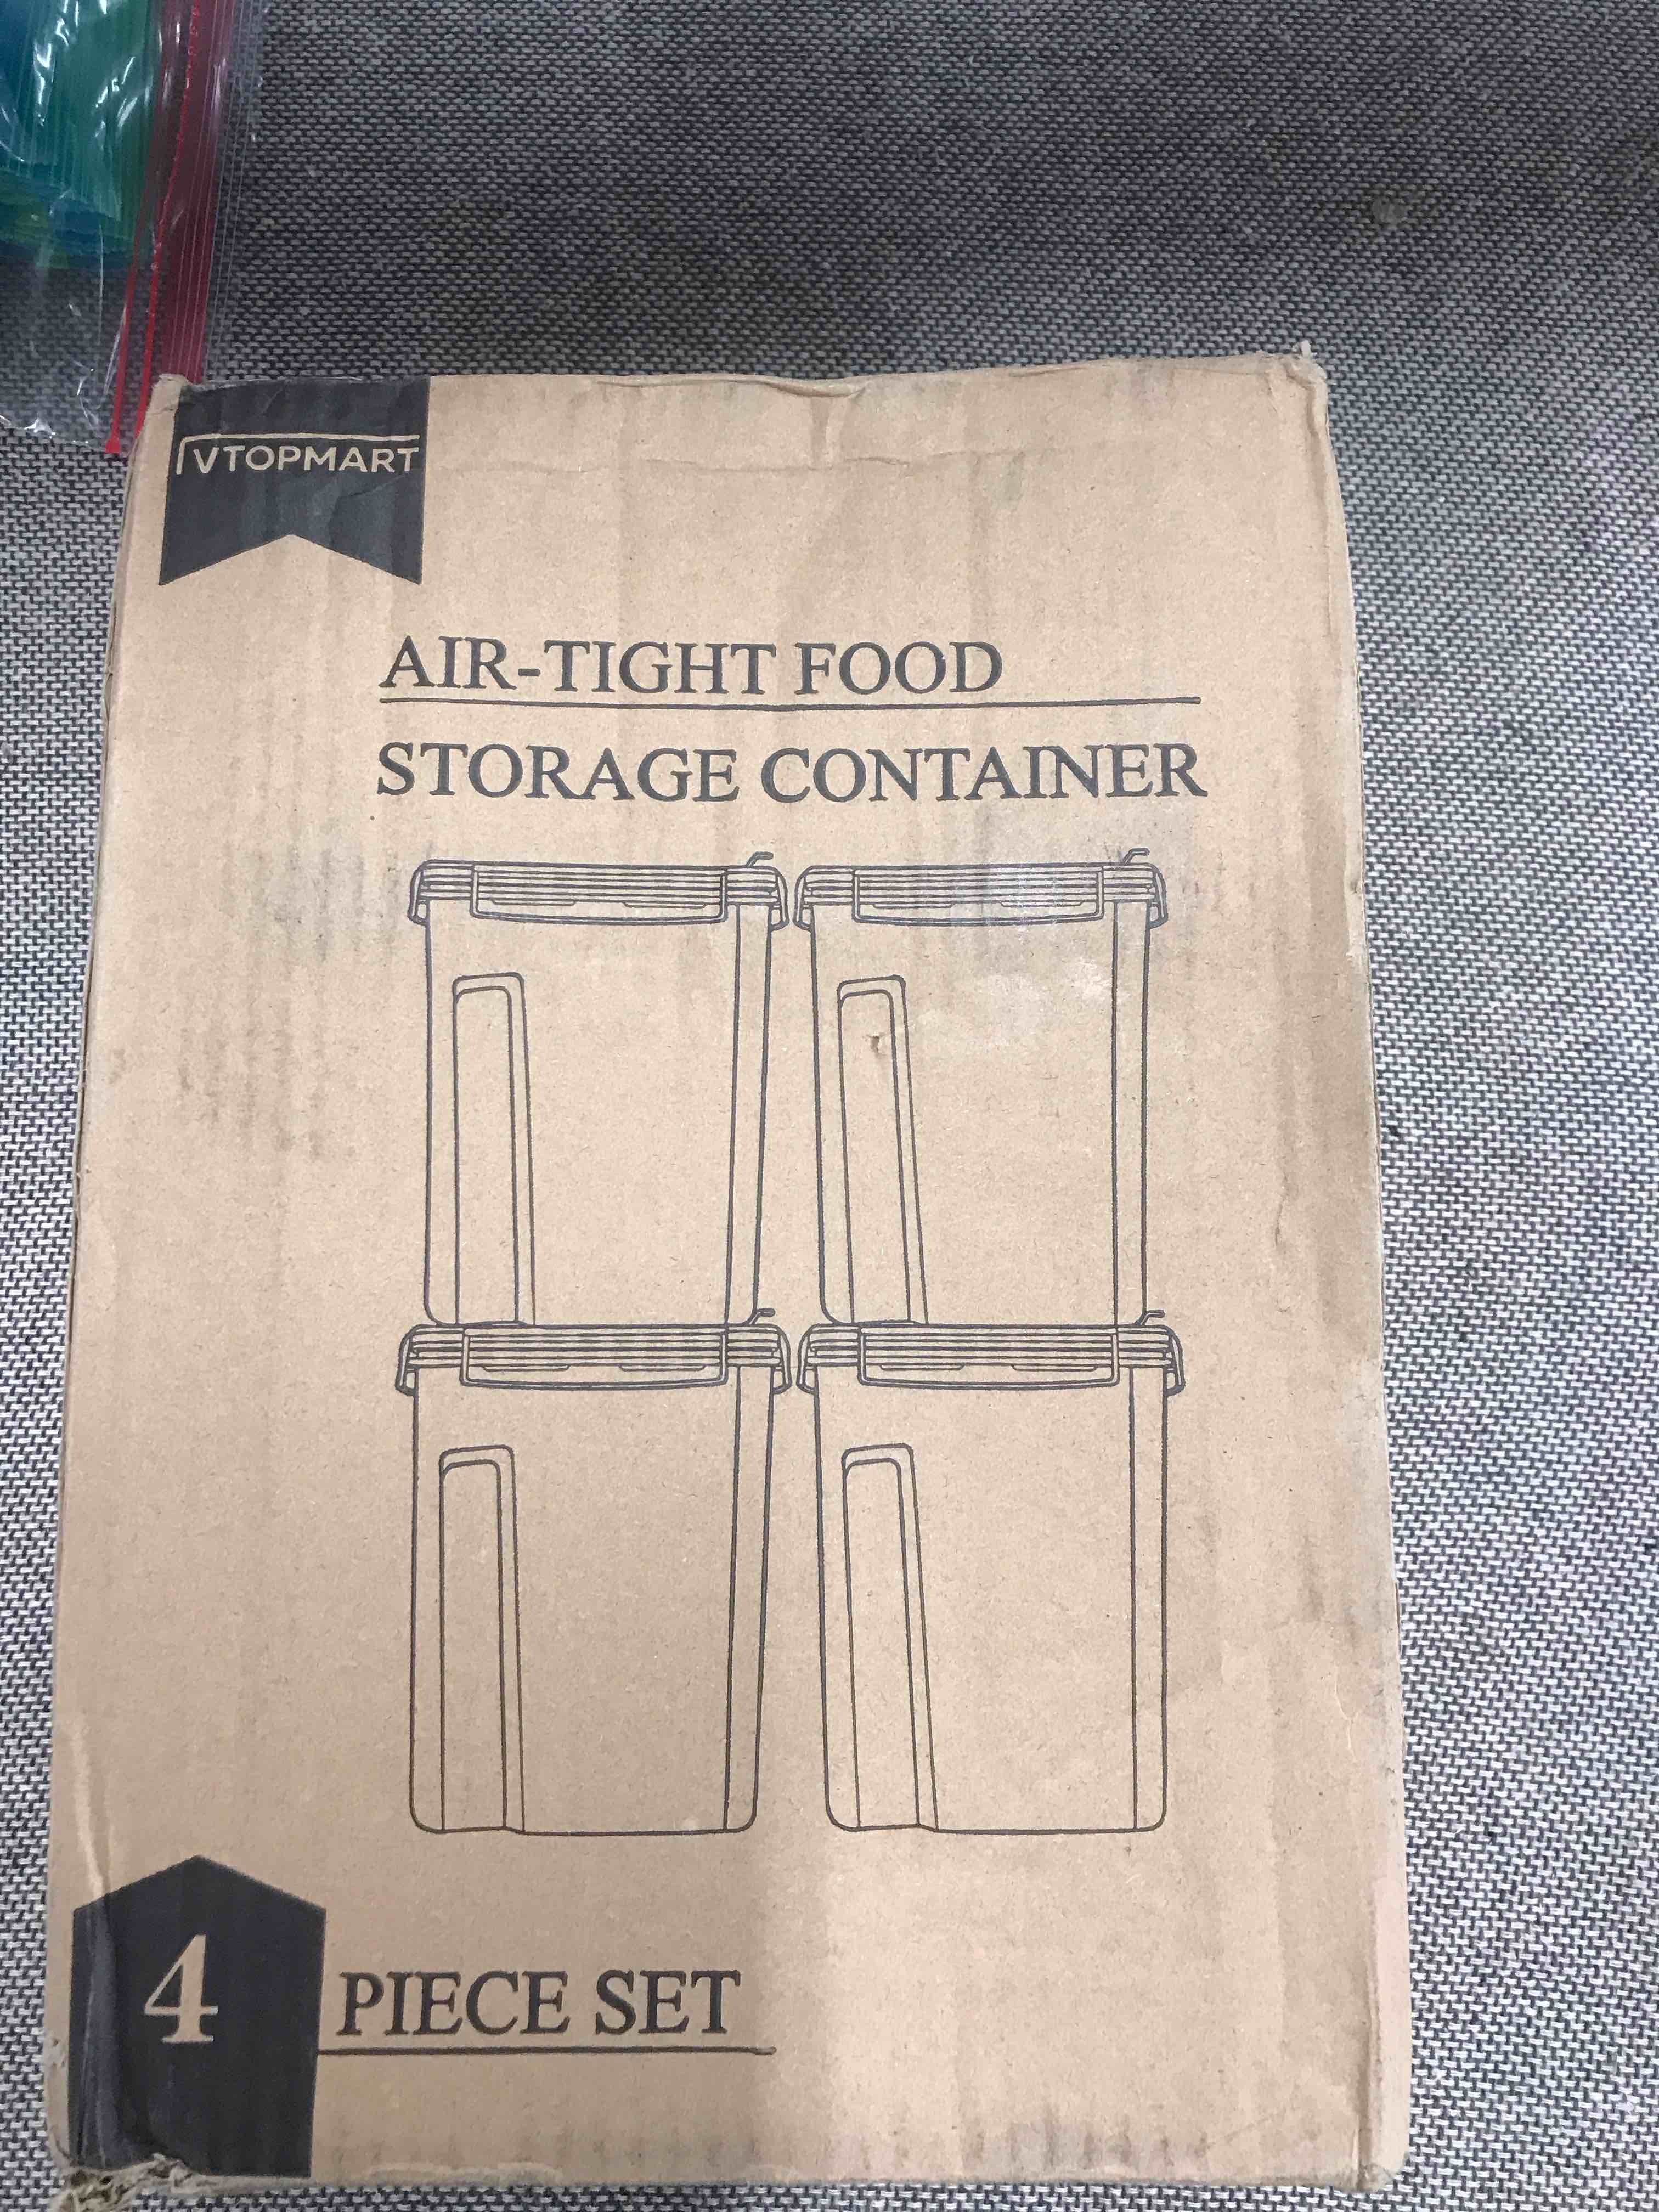 VTOPMART
AIR-TIGHT FOOD
STORAGE CONTAINER
4 PIECE SET